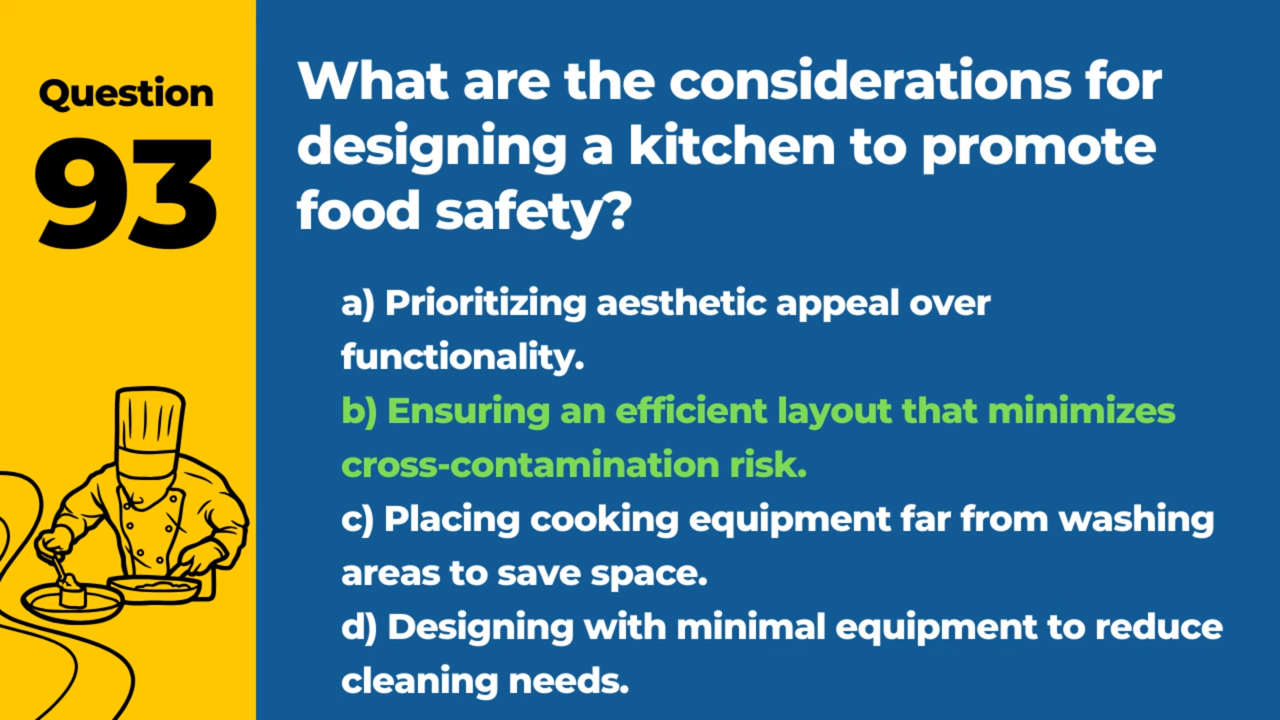 Question
93
What are the considerations for
designing a kitchen to promote
food safety?
a) Prioritizing aesthetic appeal over
functionality.
b) Ensuring an efficient layout that minimizes
cross-contamination risk.
c) Placing cooking equipment far from washing
areas to save space.
d) Designing with minimal equipment to reduce
cleaning needs.